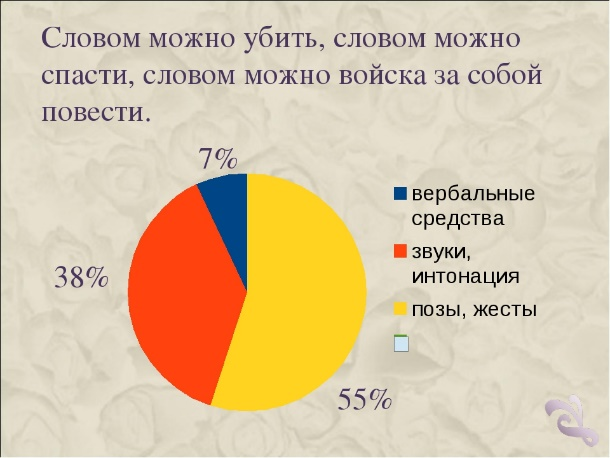 Словом можно убить, словом можно
спасти, словом можно войска за собой
повести.
7%
38%
55%
вербальные
средства
звуки,
интонация
позы, жесты